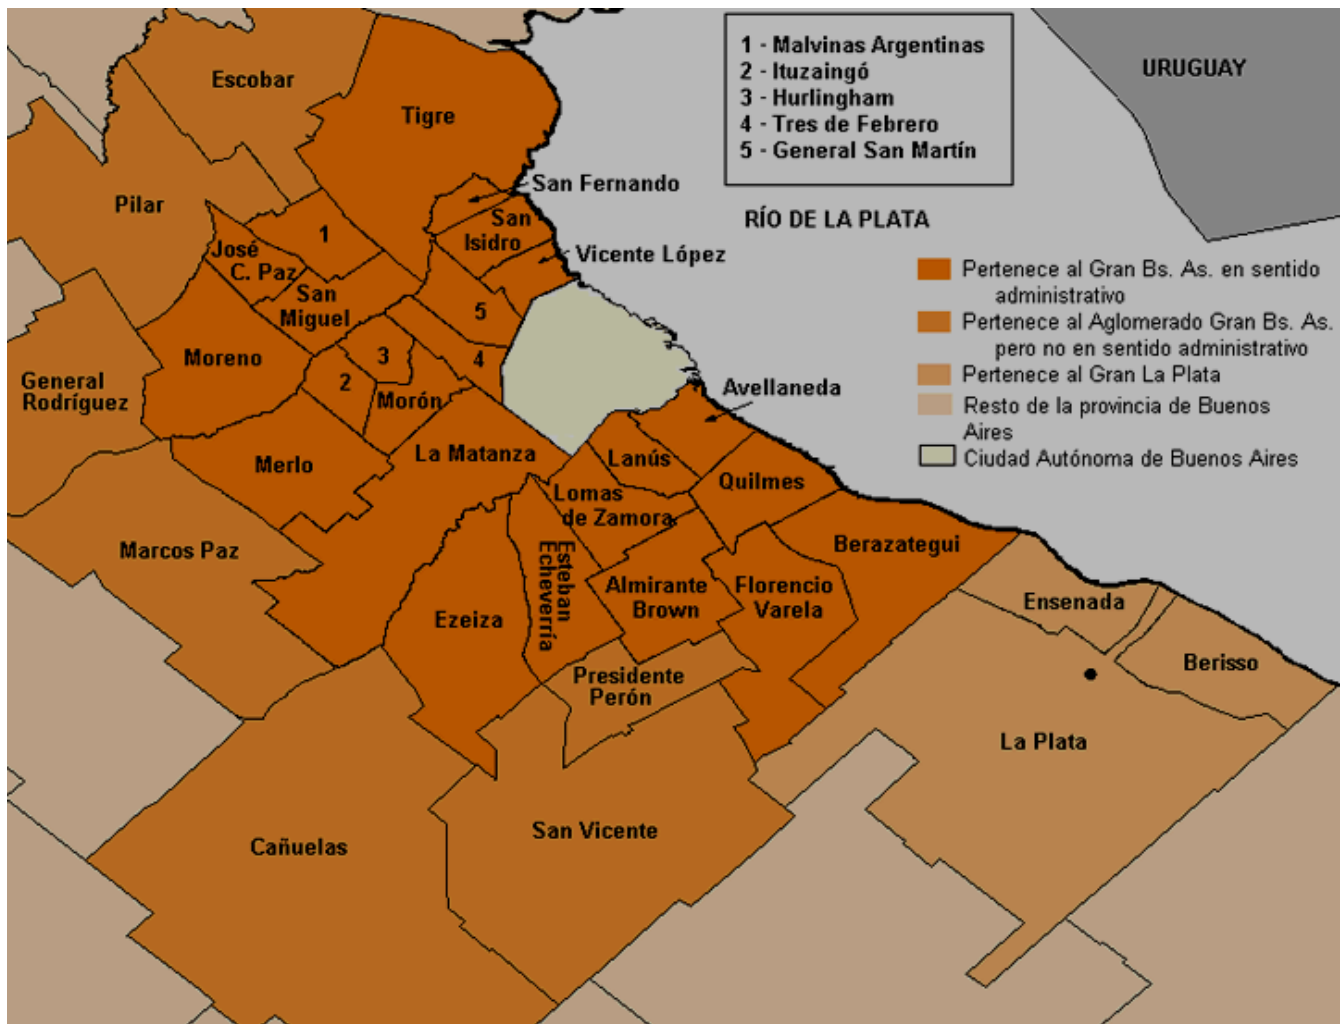 1 - Malvinas Argentinas
2 - Ituzaingó
3 - Hurlingham
4 - Tres de Febrero
5 - General San Martín
URUGUAY
RÍO DE LA PLATA
Pertenece al Gran Bs. As. en sentido
administrativo
Pertenece al Aglomerado Gran Bs. As.
pero no en sentido administrativo
Pertenece al Gran La Plata
Resto de la provincia de Buenos
Aires
Ciudad Autónoma de Buenos Aires
Escobar
Tigre
Pilar
San Fernando
San
Isidro
Vicente López
1
José
C. Paz
San
Miguel
5
4
3
2
Moreno
Morón
General
Rodríguez
Avellaneda
Merlo
La Matanza
Lanús
Quilmes
Lomas
de Zamora
Marcos Paz
Berazategui
Esteban
Echeverría
Almirante
Brown
Florencio
Varela
Ezeiza
Ensenada
Berisso
Presidente
Perón
La Plata
San Vicente
Cañuelas